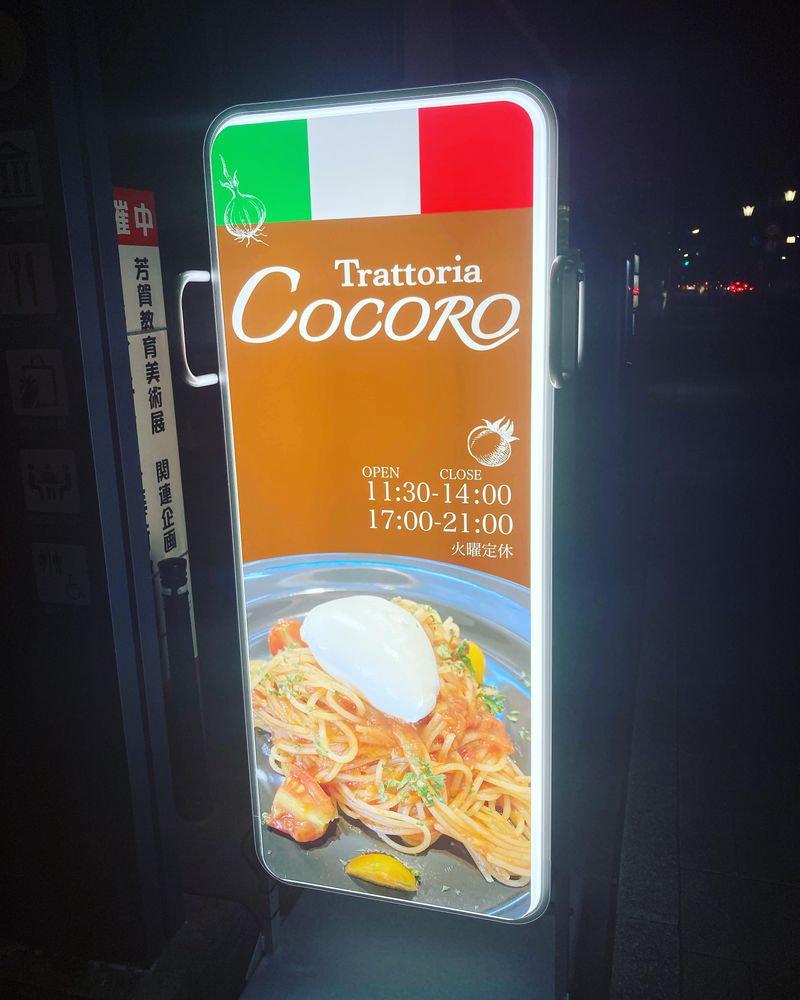 Trattoria
COCORO
OPEN CLOSE
11:30-14:00
17:00-21:00
火曜定休
催中
芳賀教育美術展 関連企画